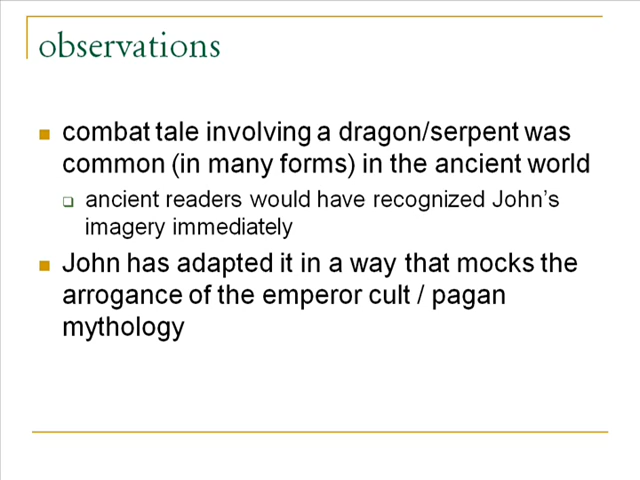 observations
combat tale involving a dragon/serpent was
common (in many forms) in the ancient world
ancient readers would have recognized John's
imagery immediately
John has adapted it in a way that mocks the
arrogance of the emperor cult / pagan
mythology